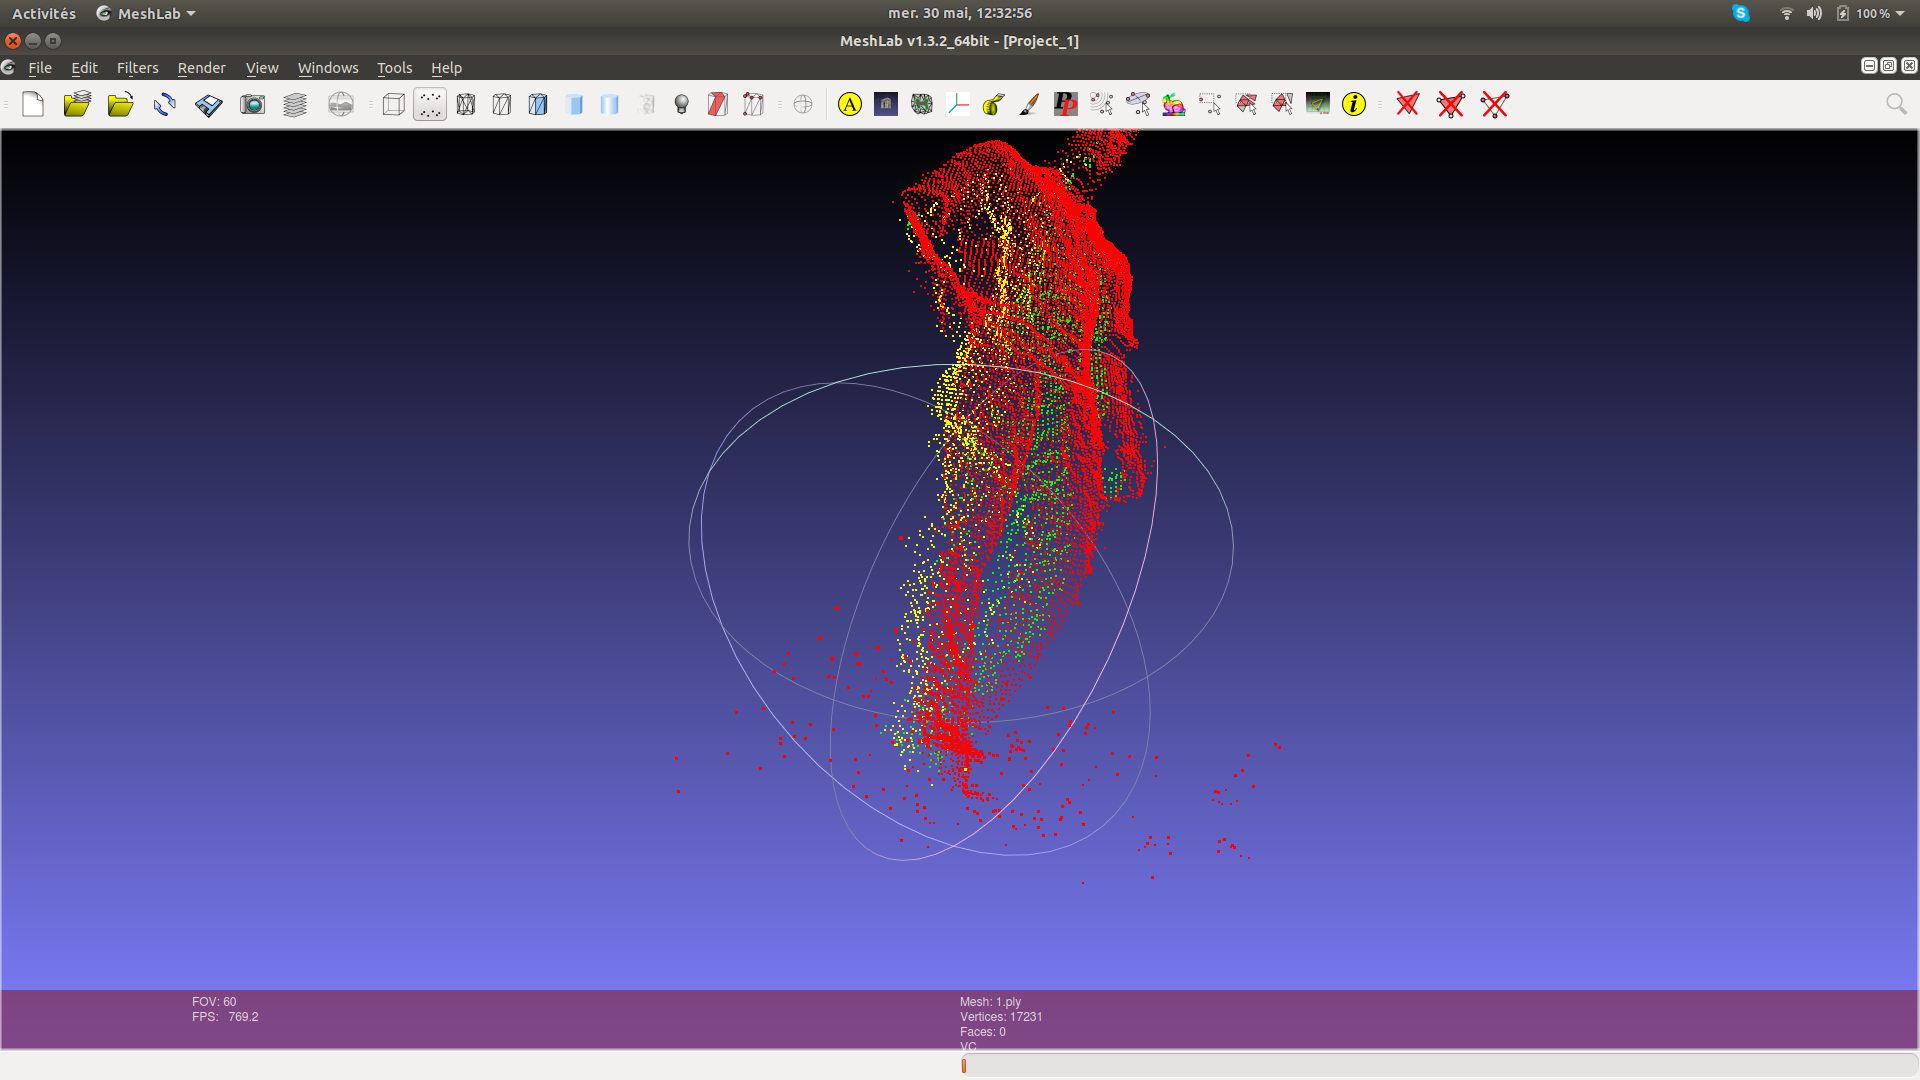 Activités MeshLab mer. 30 mai, 12:32:56 S 100 %
MeshLab v1.3.2_64bit - [Project_1]
File Edit Filters Render View Windows Tools Help
A PP i
FOV: 60
FPS: 769.2
Mesh: 1.ply
Vertices: 17231
Faces: 0
VC